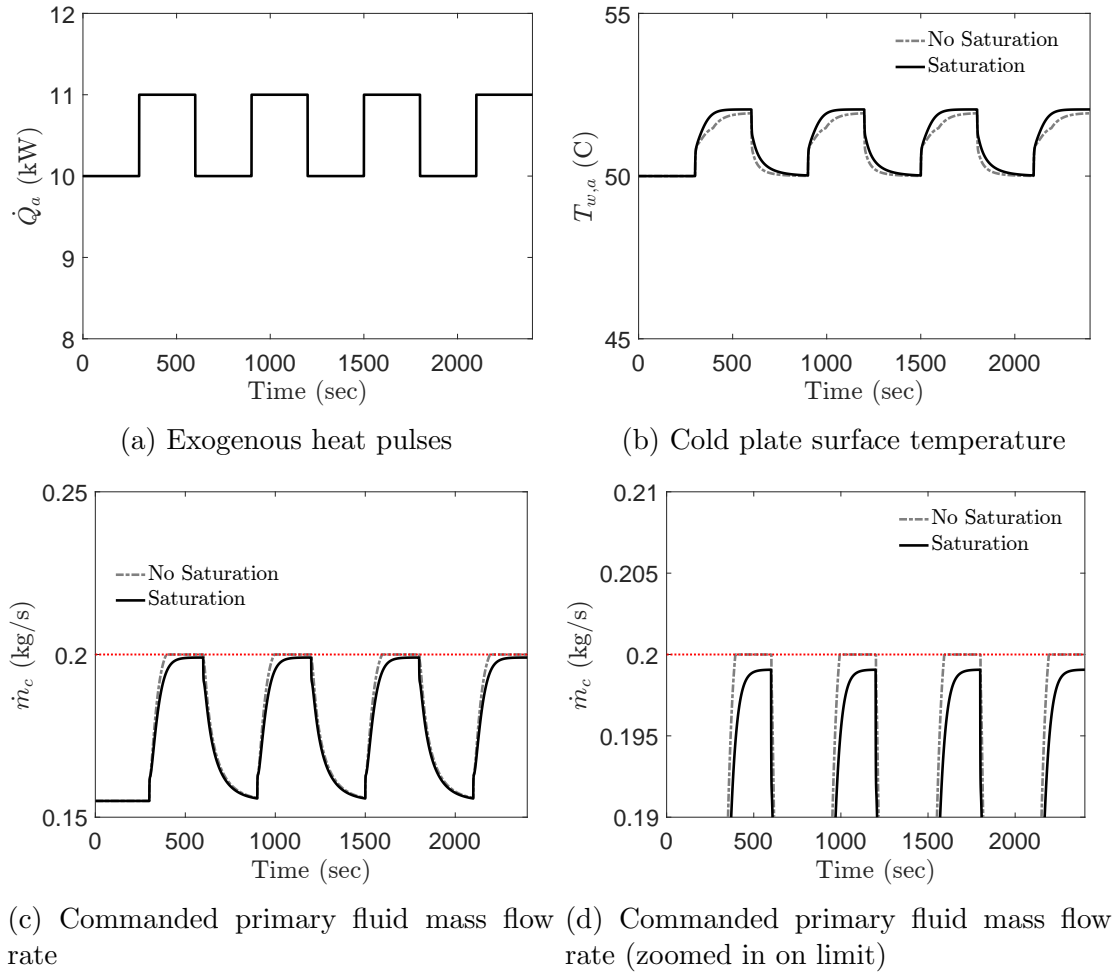 12
11
10
9
8
Q̇_a (kW)
0 500 1000 1500 2000
Time (sec)
(a) Exogenous heat pulses
55
50
45
T_{w,a} (C)
No Saturation
Saturation
0 500 1000 1500 2000
Time (sec)
(b) Cold plate surface temperature
0.25
0.2
0.15
ṁ_c (kg/s)
No Saturation
Saturation
0 500 1000 1500 2000
Time (sec)
(c) Commanded primary fluid mass flow
rate
0.21
0.205
0.2
0.195
0.19
ṁ_c (kg/s)
No Saturation
Saturation
0 500 1000 1500 2000
Time (sec)
(d) Commanded primary fluid mass flow
rate (zoomed in on limit)